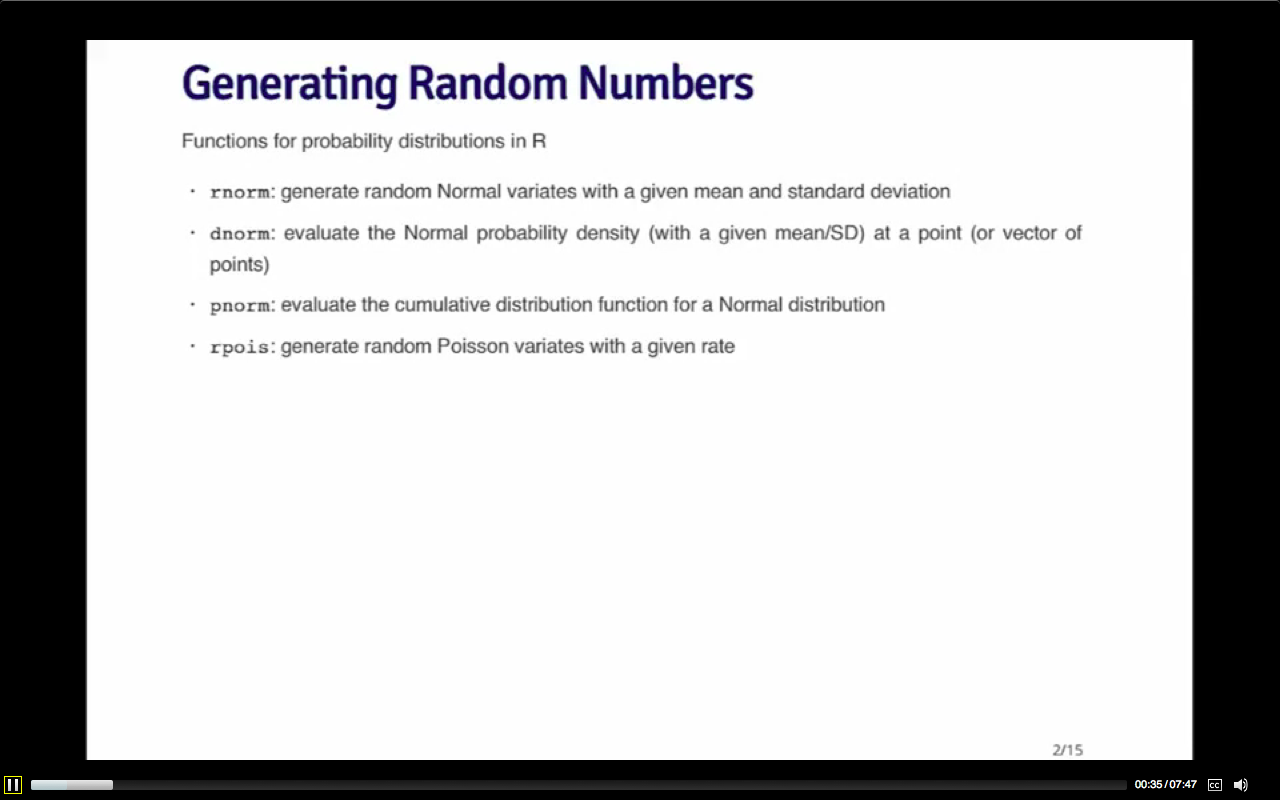 Generating Random Numbers
Functions for probability distributions in R
· rnorm: generate random Normal variates with a given mean and standard deviation
· dnorm: evaluate the Normal probability density (with a given mean/SD) at a point (or vector of
points)
· pnorm: evaluate the cumulative distribution function for a Normal distribution
· rpois: generate random Poisson variates with a given rate
2/15
00:35/07:47 CC